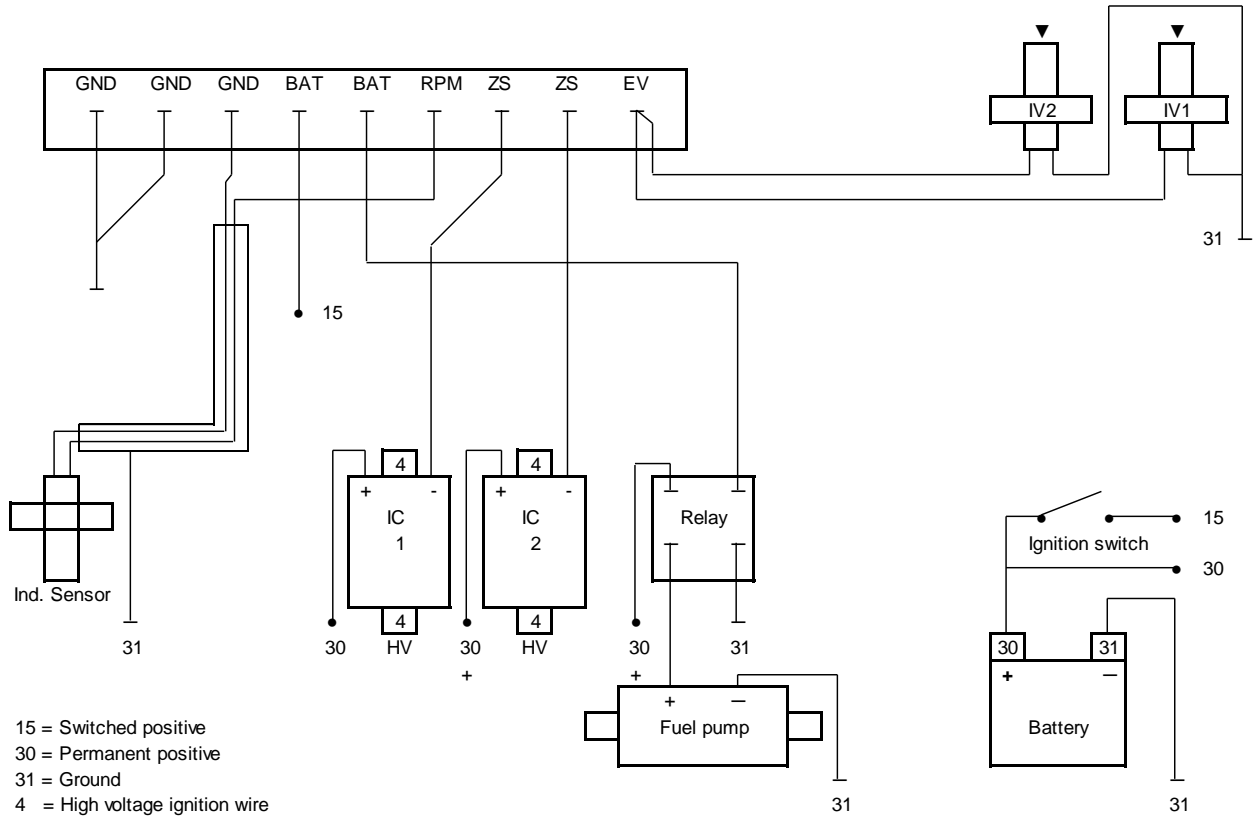 GND GND GND BAT BAT RPM ZS ZS EV
IV2 IV1
31
15
4 4
+ - + -
IC IC Relay
1 2
15
Ignition switch
30
Ind. Sensor
4 4
31 30 HV 30 HV 30 31
+ +
30 31
+ –
+ –
Fuel pump Battery
15 = Switched positive
30 = Permanent positive
31 = Ground
4 = High voltage ignition wire
31 31